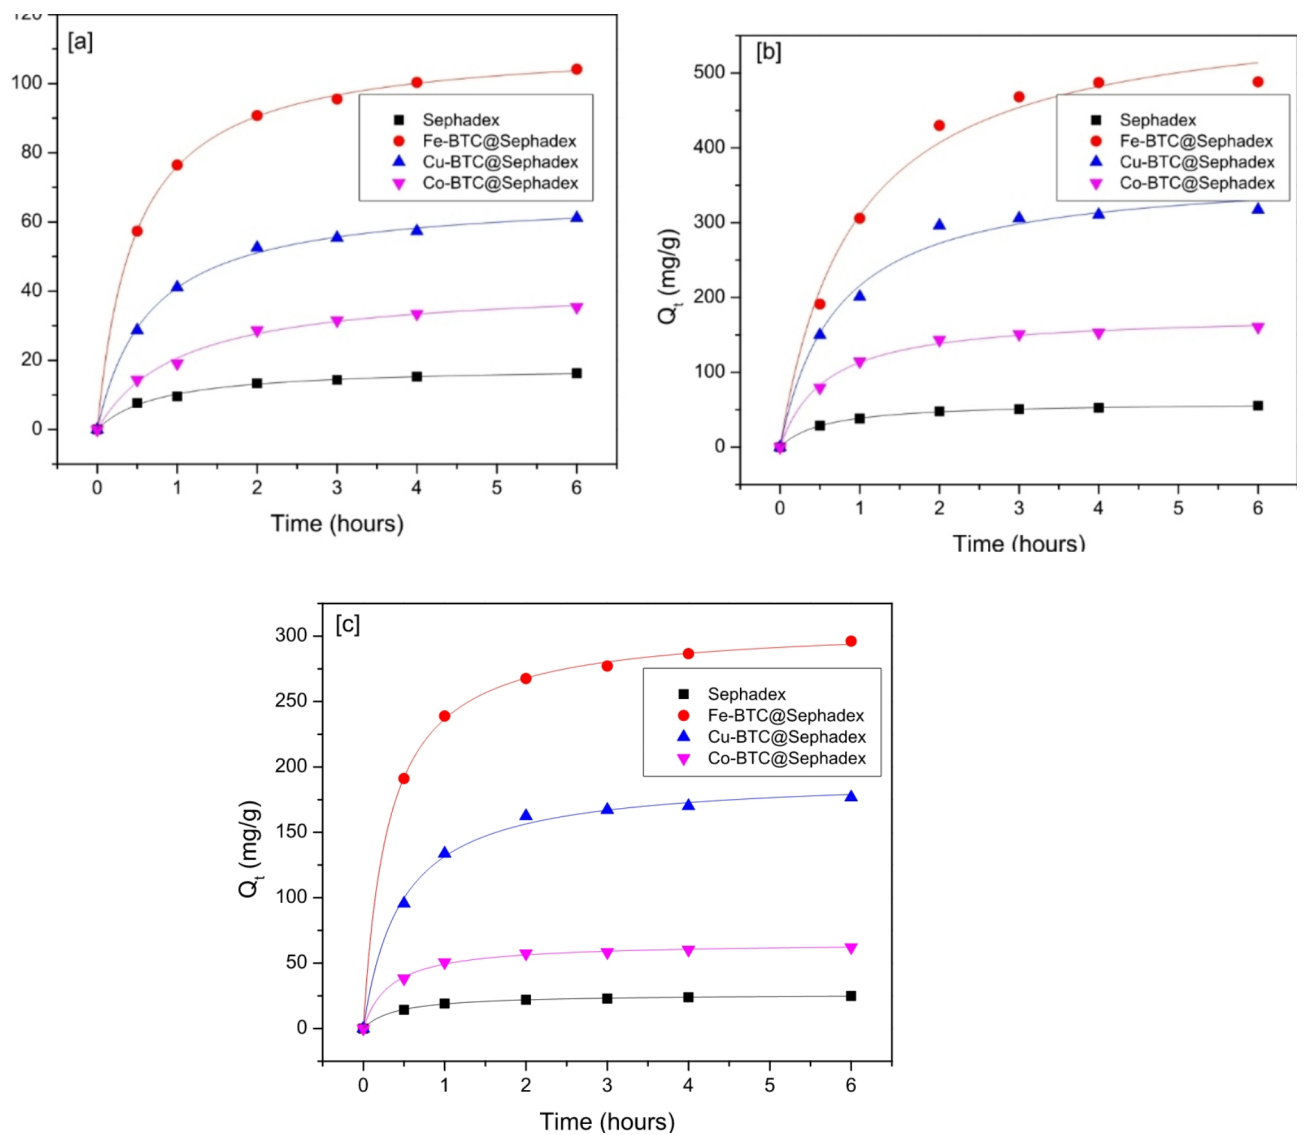 120
[a]
100
80
60
40
20
0
Sephadex
Fe-BTC@Sephadex
Cu-BTC@Sephadex
Co-BTC@Sephadex
0 1 2 3 4 5 6
Time (hours)
[b]
500
400
300
200
100
0
Qt (mg/g)
Sephadex
Fe-BTC@Sephadex
Cu-BTC@Sephadex
Co-BTC@Sephadex
0 1 2 3 4 5 6
Time (hours)
[c]
300
250
200
150
100
50
0
Qt (mg/g)
Sephadex
Fe-BTC@Sephadex
Cu-BTC@Sephadex
Co-BTC@Sephadex
0 1 2 3 4 5 6
Time (hours)